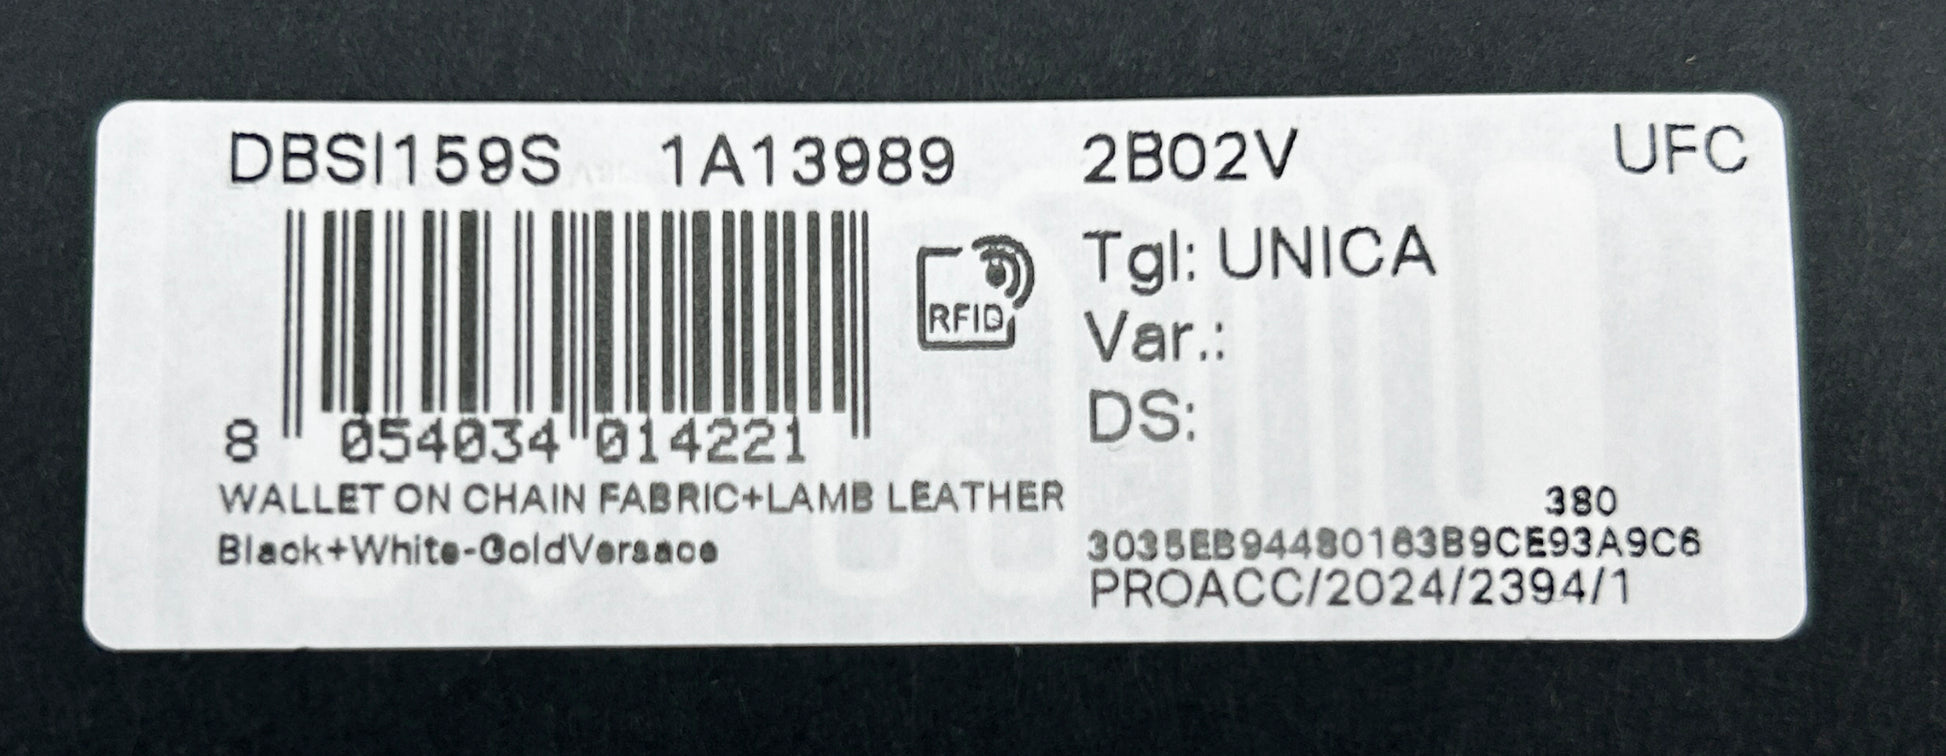 DBSI159S 1A13989 2B02V UFC
RFID
Tgl: UNICA
Var.:
DS:
8 054034 014221
WALLET ON CHAIN FABRIC+LAMB LEATHER
Black+White-GoldVersace
380
3035EB94480163B9CE93A9C6
PROACC/2024/2394/1